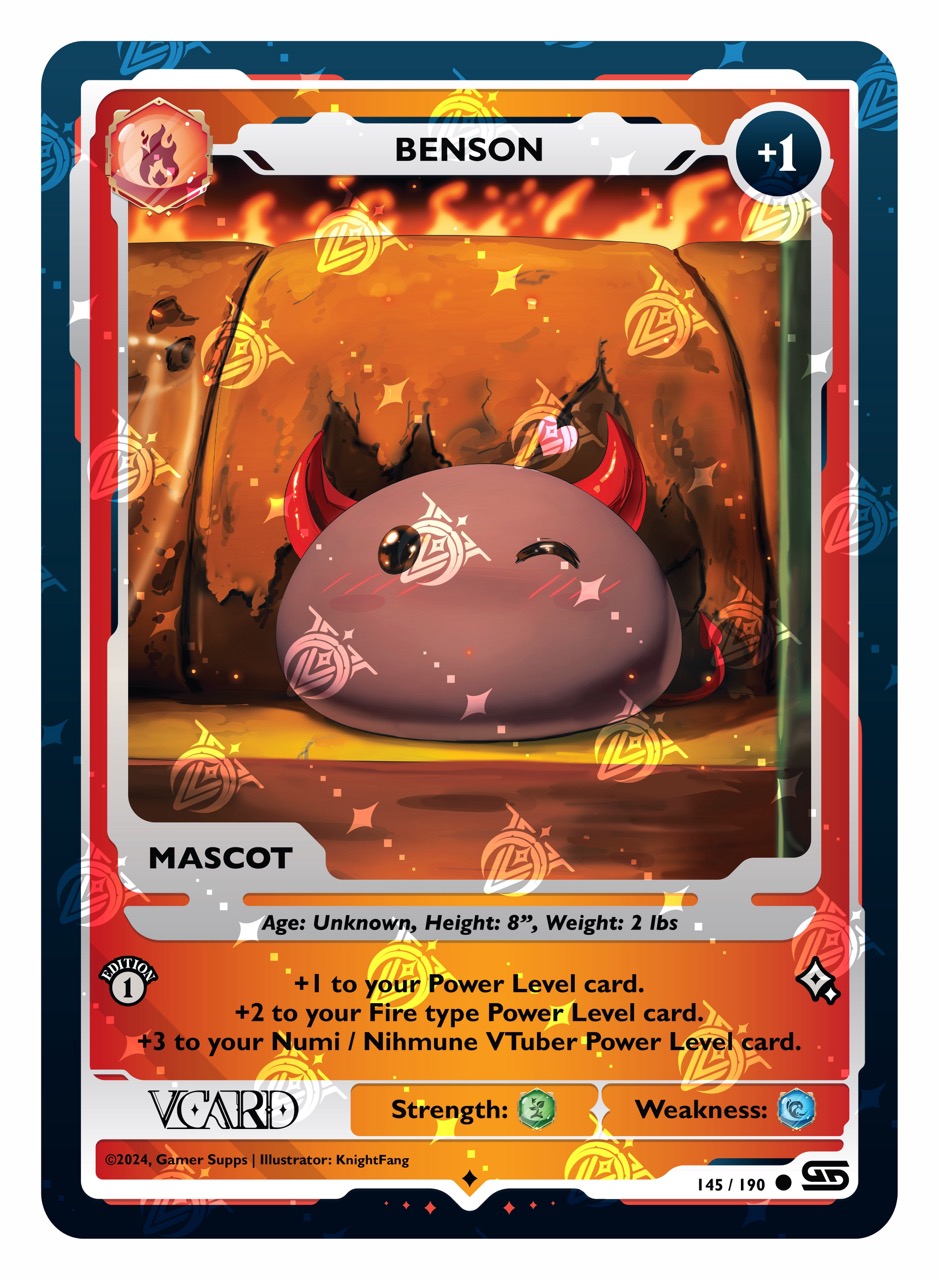 BENSON
+1
MASCOT
Age: Unknown, Height: 8”, Weight: 2 lbs
EDITION
1
+1 to your Power Level card.
+2 to your Fire type Power Level card.
+3 to your Numi / Nihmune VTuber Power Level card.
VCARD
Strength:
Weakness:
©2024, Gamer Supps | Illustrator: KnightFang
145 / 190